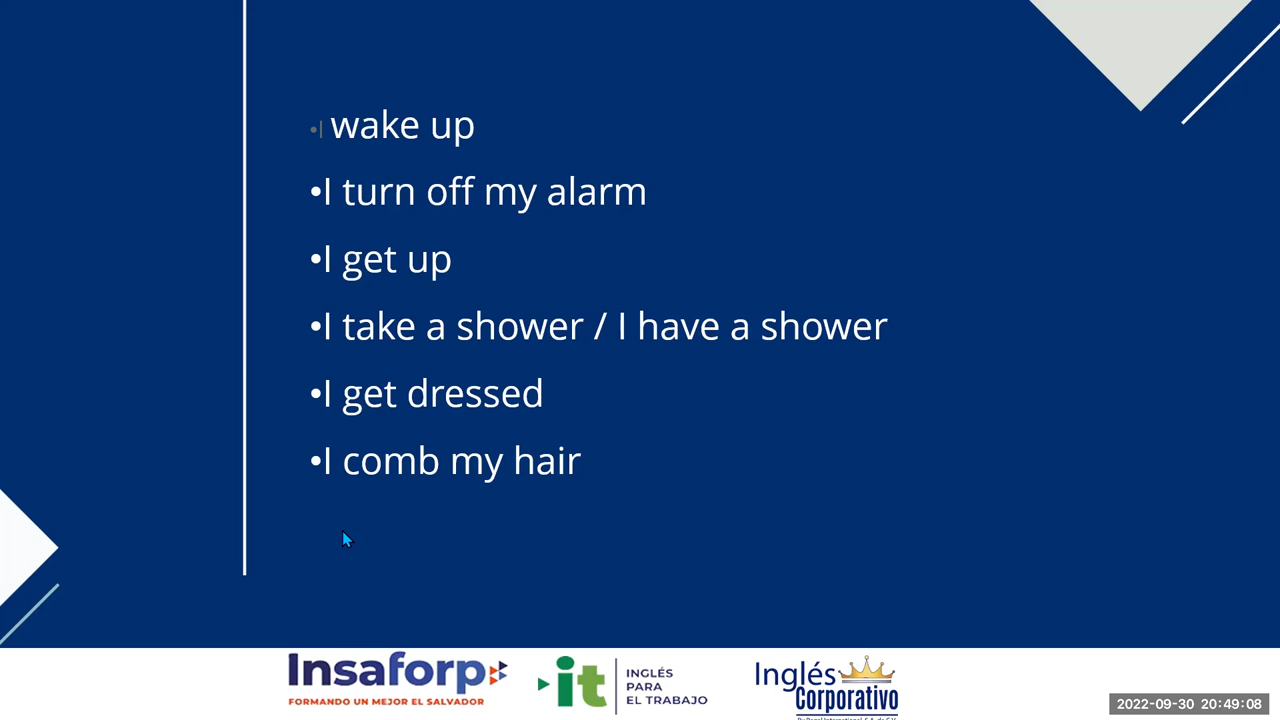 •I wake up
•I turn off my alarm
•I get up
•I take a shower / I have a shower
•I get dressed
•I comb my hair
Insaforp
FORMANDO UN MEJOR EL SALVADOR
it
INGLÉS
PARA
EL TRABAJO
Inglés
Corporativo
2022-09-30 20:49:08